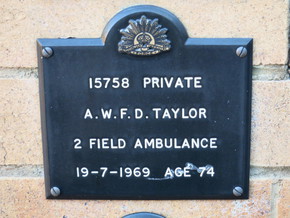 15758 PRIVATE
A.W.F.D. TAYLOR
2 FIELD AMBULANCE
19-7-1969 AGE 74